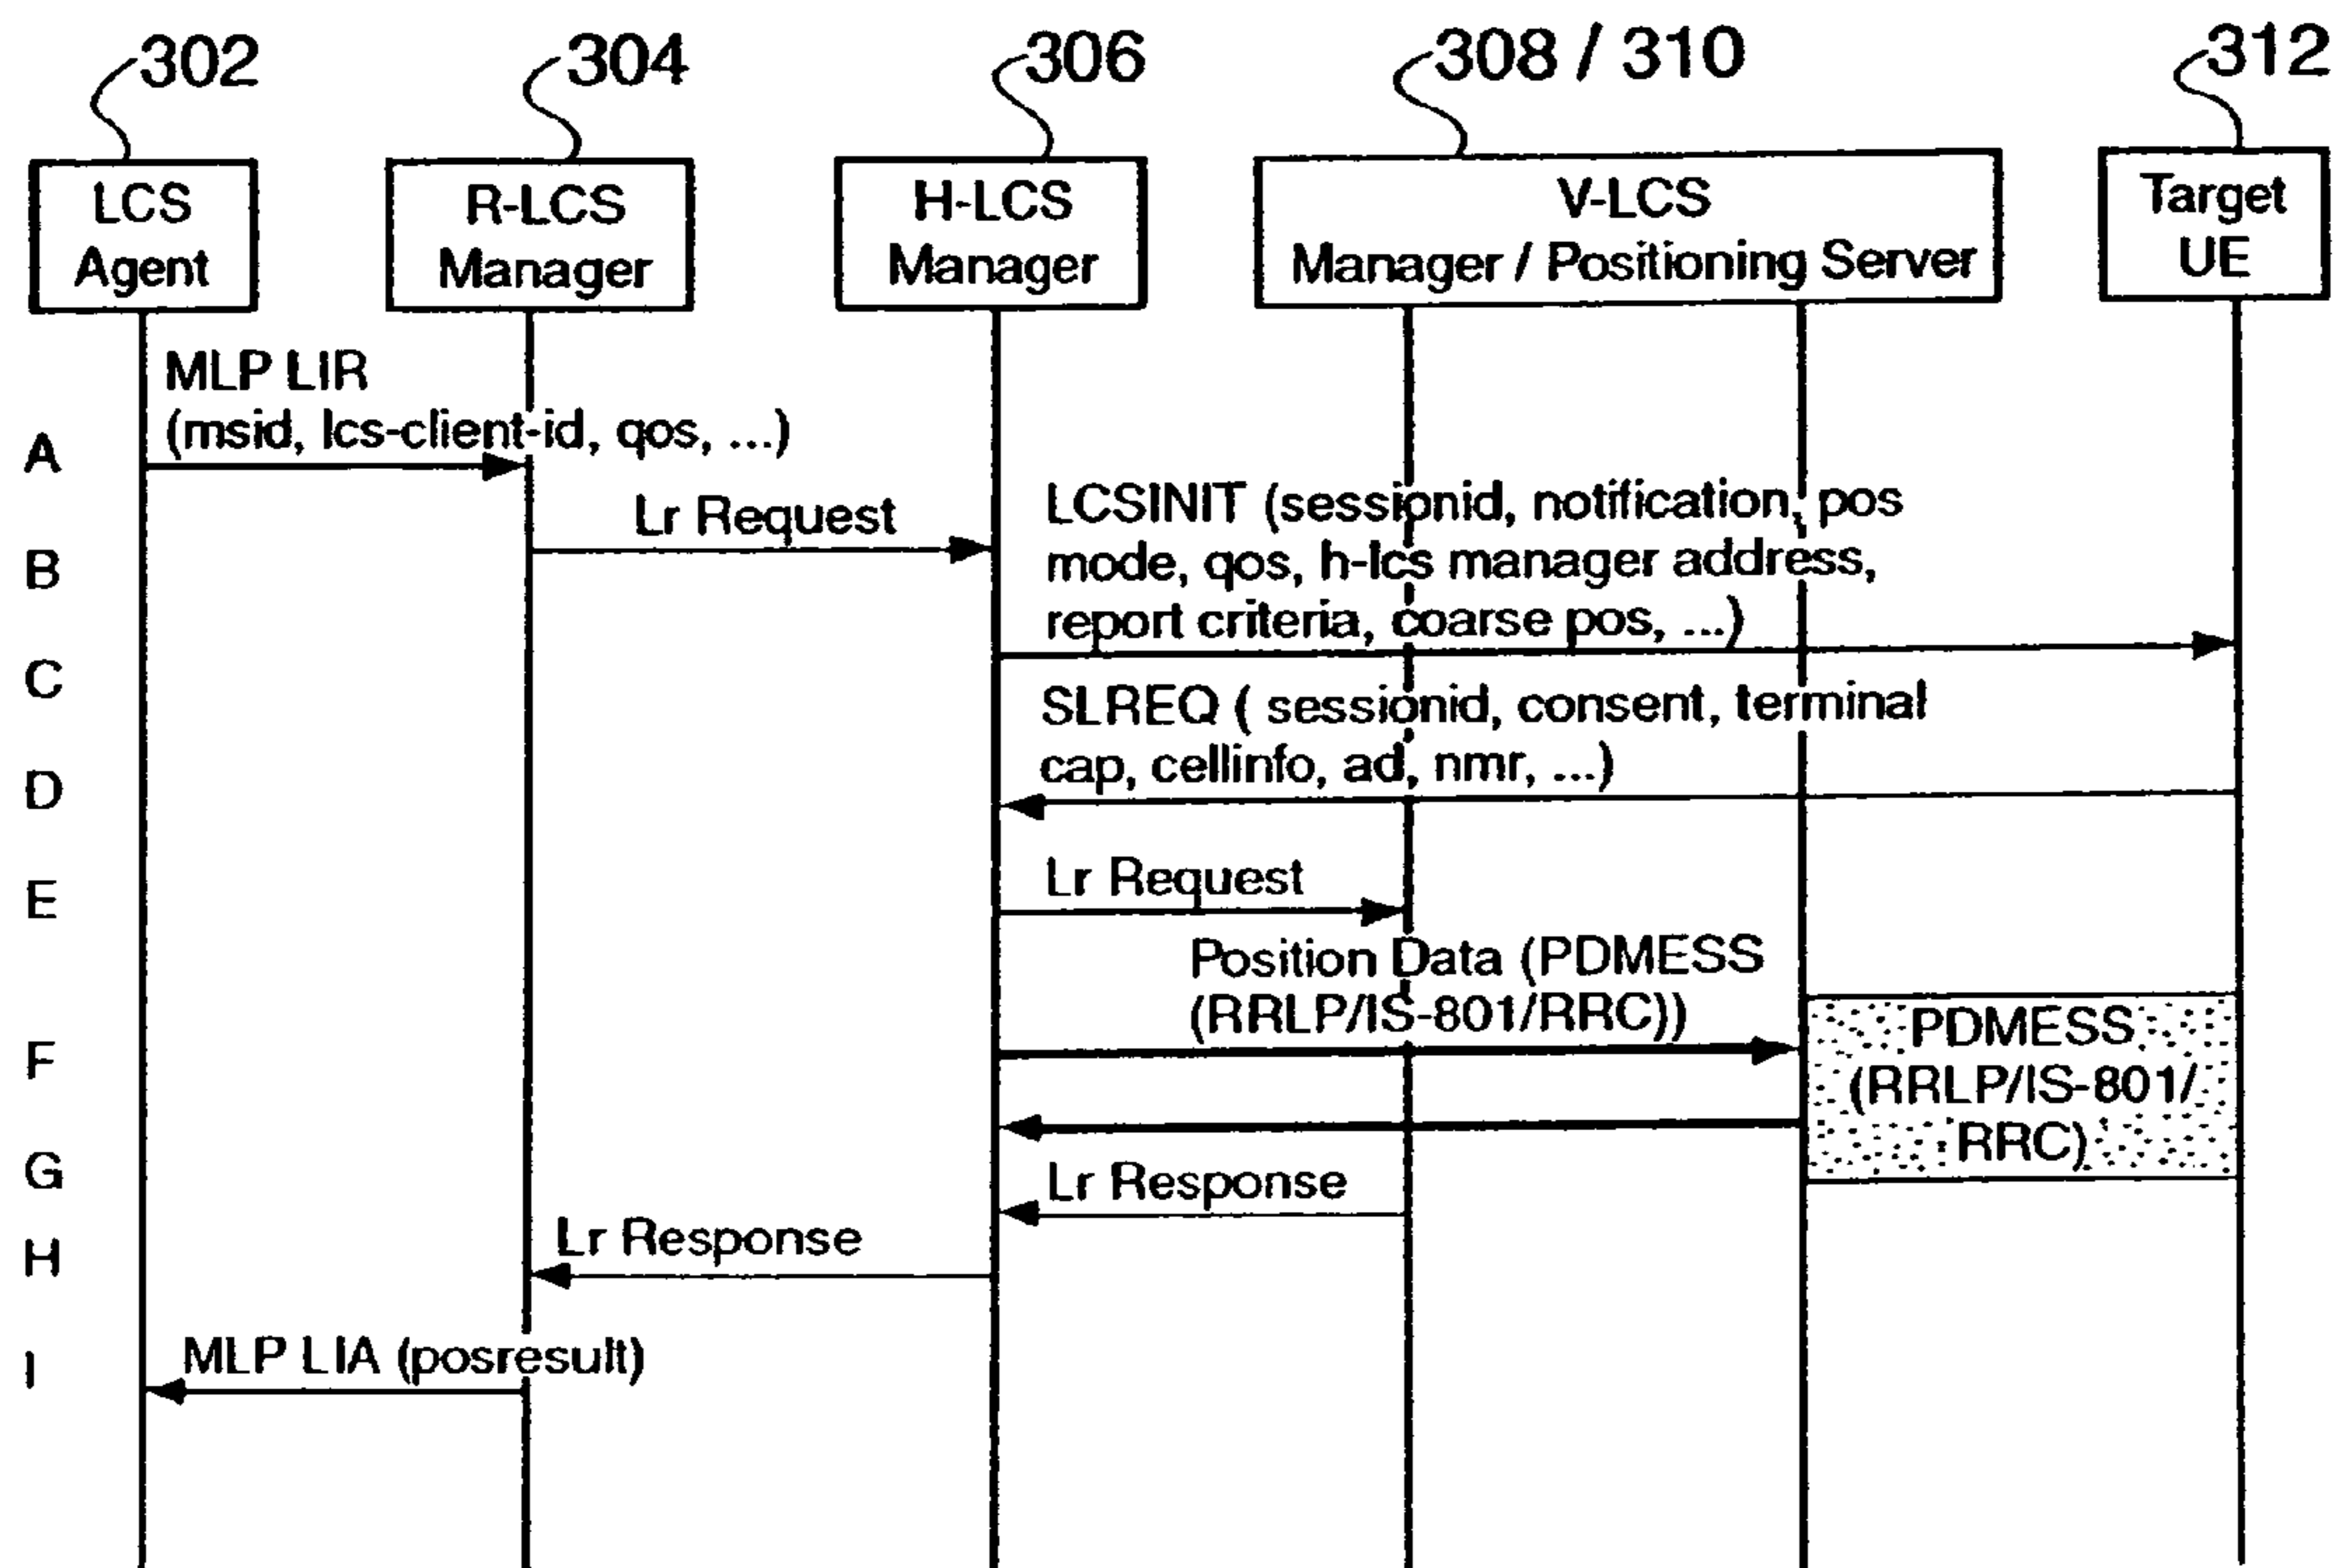 302
304
306
308 / 310
312
LCS
Agent
R-LCS
Manager
H-LCS
Manager
V-LCS
Manager / Positioning Server
Target
UE
MLP LIR
(msid, lcs-client-id, qos, ...)
A
Lr Request
B
LCSINIT (sessionid, notification, pos
mode, qos, h-lcs manager address,
report criteria, coarse pos, ...)
C
SLREQ ( sessionid, consent, terminal
cap, cellinfo, ad, nmr, ...)
D
Lr Request
E
Position Data (PDMESS
(RRLP/IS-801/RRC))
F
PDMESS
(RRLP/IS-801/
RRC)
G
Lr Response
H
Lr Response
I
MLP LIA (posresult)